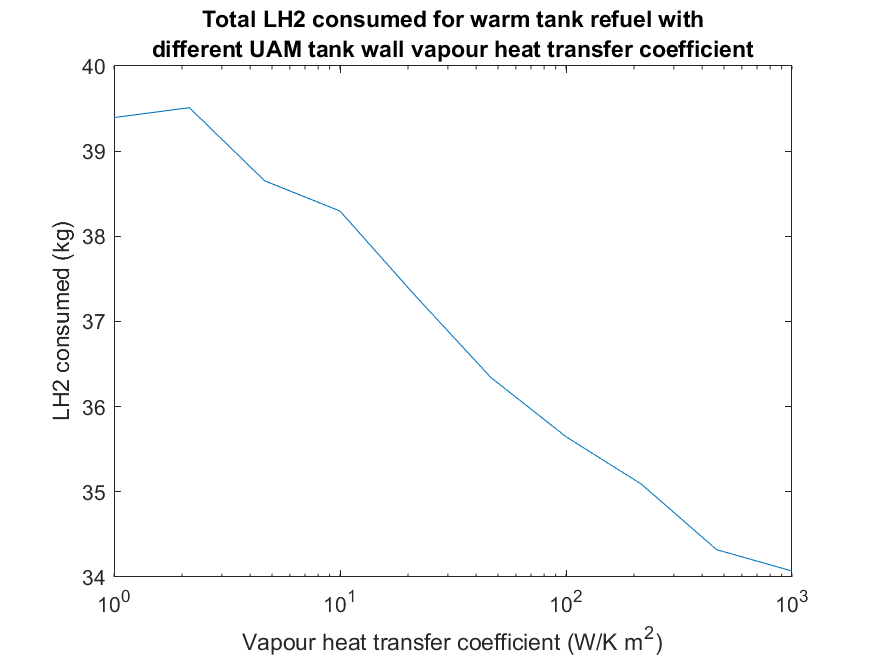 Total LH2 consumed for warm tank refuel with
different UAM tank wall vapour heat transfer coefficient
40
39
38
37
36
35
34
LH2 consumed (kg)
10^0 10^1 10^2 10^3
Vapour heat transfer coefficient (W/K m^2)